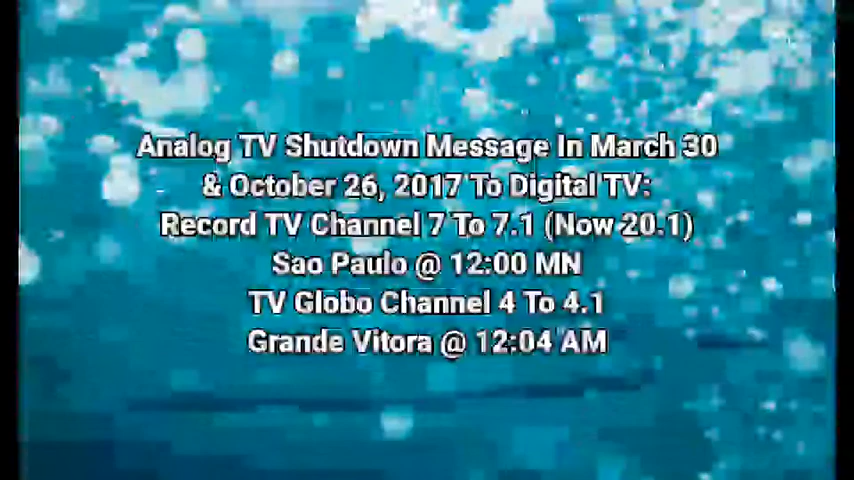 Analog TV Shutdown Message In March 30
& October 26, 2017 To Digital TV:
Record TV Channel 7 To 7.1 (Now 20.1)
Sao Paulo @ 12:00 MN
TV Globo Channel 4 To 4.1
Grande Vitora @ 12:04 AM